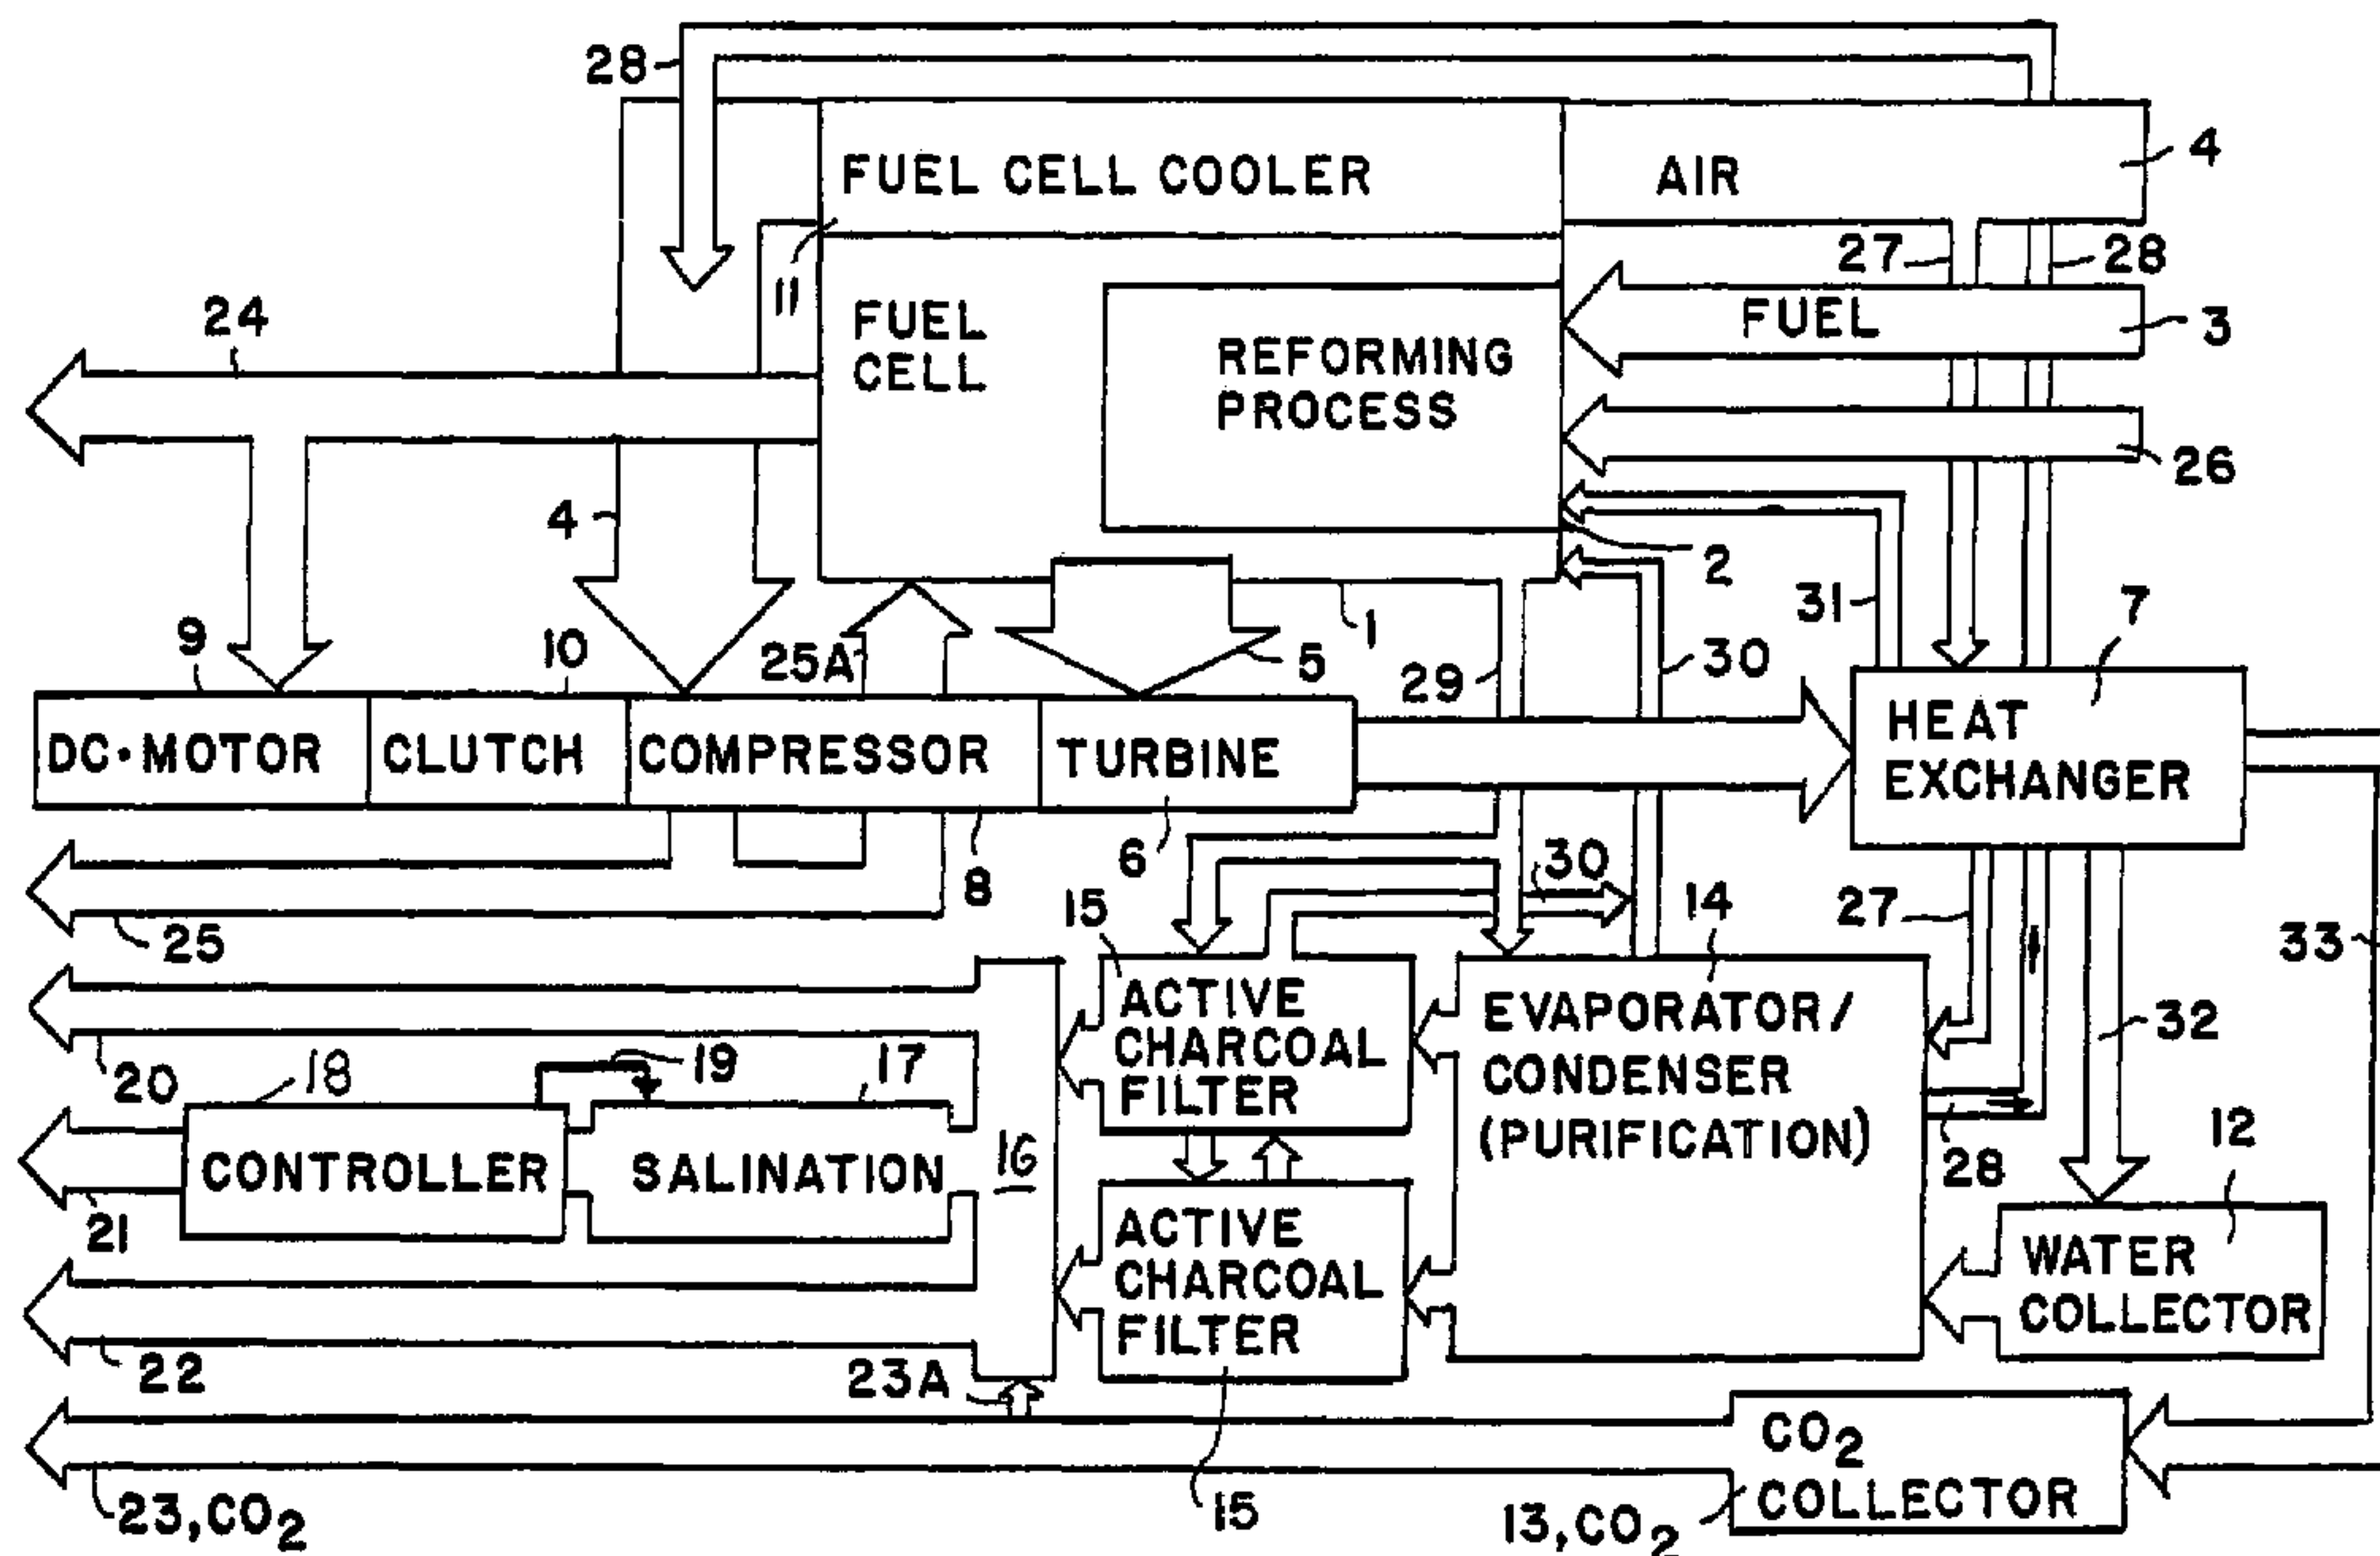 28
FUEL CELL COOLER
AIR
4
27
28
11
FUEL
CELL
REFORMING
PROCESS
FUEL
3
24
26
4
2
31
7
9
10
25A
5
1
29
30
DC·MOTOR
CLUTCH
COMPRESSOR
TURBINE
HEAT
EXCHANGER
6
8
30
15
14
27
33
25
ACTIVE
CHARCOAL
FILTER
EVAPORATOR/
CONDENSER
(PURIFICATION)
32
20
18
19
17
28
12
CONTROLLER
SALINATION
16
21
ACTIVE
CHARCOAL
FILTER
WATER
COLLECTOR
22
23A
CO2
COLLECTOR
23,CO2
15
13,CO2